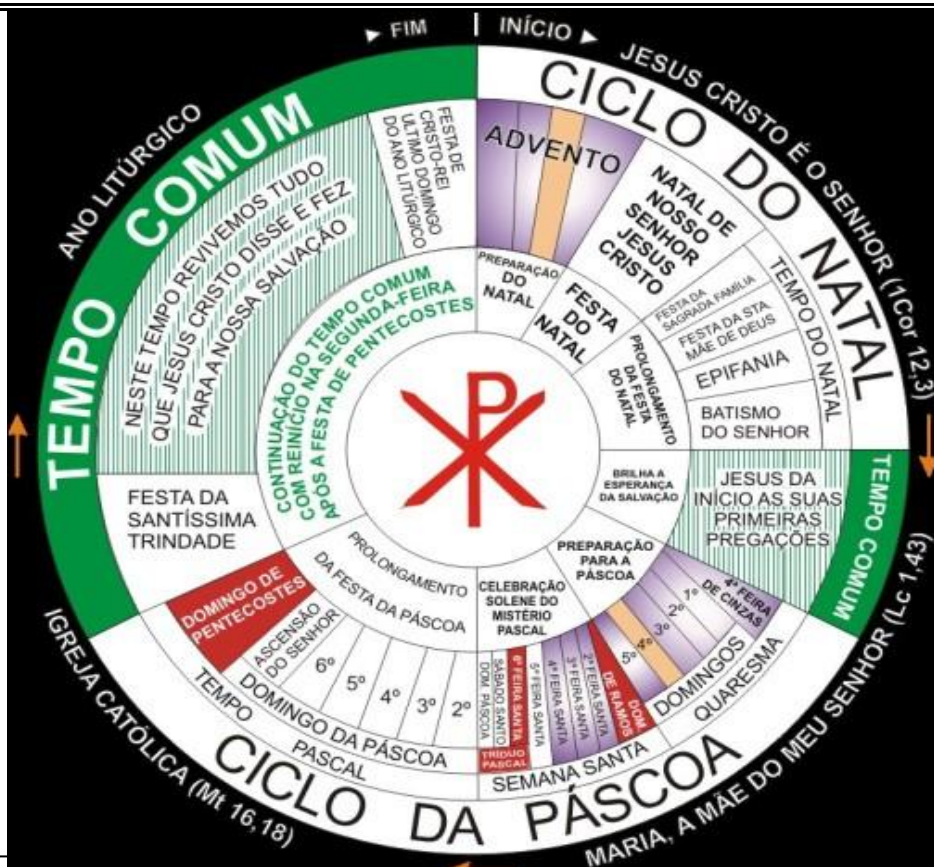 ► FIM
INÍCIO ►
JESUS CRISTO É O SENHOR (1Cor 12,3)
MARIA, A MÃE DO MEU SENHOR (Lc 1.43)
IGREJA CATÓLICA (Mt 16,18)
ANO LITÚRGICO
CICLO DO NATAL
ADVENTO
PREPARAÇÃO
DO
NATAL
NATAL DE
NOSSO
SENHOR
JESUS
CRISTO
FESTA
DO
NATAL
TEMPO DO NATAL
FESTA DA
SAGRADA FAMÍLIA
FESTA DA STA.
MÃE DE DEUS
EPIFANIA
BATISMO
DO SENHOR
PROLONGAMENTO
DA FESTA
DO NATAL
TEMPO COMUM
JESUS DA
INÍCIO AS SUAS
PRIMEIRAS
PREGAÇÕES
BRILHA A
ESPERANÇA
DA SALVAÇÃO
CICLO DA PÁSCOA
QUARESMA
4ª FEIRA
DE CINZAS
DOMINGOS
1º
2º
3º
4º
5º
PREPARAÇÃO
PARA A
PÁSCOA
SEMANA SANTA
DOM.
DE RAMOS
2ª FEIRA SANTA
3ª FEIRA SANTA
4ª FEIRA SANTA
5ª FEIRA SANTA
6ª FEIRA SANTA
SÁBADO SANTO
DOM. PÁSCOA
TRÍDUO
PASCAL
CELEBRAÇÃO
SOLENE DO
MISTÉRIO
PASCAL
TEMPO PASCAL
DOMINGO DA PÁSCOA
2º
3º
4º
5º
6º
ASCENSÃO
DO SENHOR
DOMINGO DE
PENTECOSTES
PROLONGAMENTO
DA FESTA DA PÁSCOA
TEMPO COMUM
FESTA DA
SANTÍSSIMA
TRINDADE
NESTE TEMPO REVIVEMOS TUDO
QUE JESUS CRISTO DISSE E FEZ
PARA A NOSSA SALVAÇÃO
FESTA DE
CRISTO-REI
ULTIMO DOMINGO
DO ANO LITÚRGICO
CONTINUAÇÃO DO TEMPO COMUM
COM REINÍCIO NA SEGUNDA-FEIRA
APÓS A FESTA DE PENTECOSTES